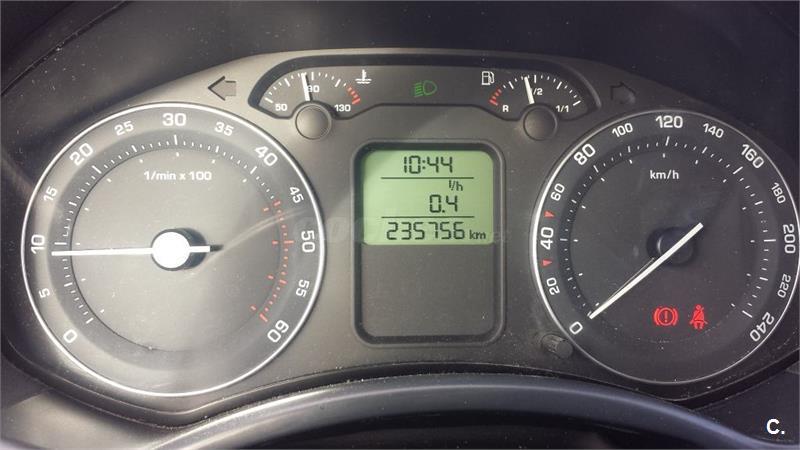 50 90 130
R 1/2 1/1
0 5 10 15 20 25 30 35 40 45 50 55 60
1/min x 100
10:44
l/h
0.4
235756 km
0 20 40 60 80 100 120 140 160 180 200 220 240
km/h
C.